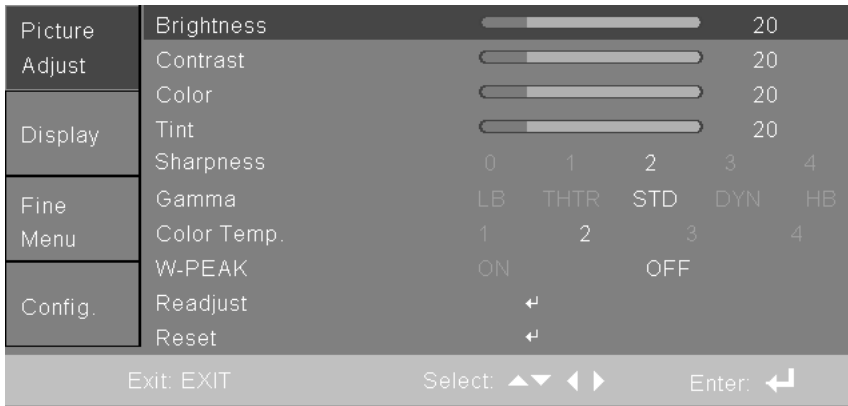 Picture
Adjust
Display
Fine
Menu
Config.
Brightness 20
Contrast 20
Color 20
Tint 20
Sharpness 0 1 2 3 4
Gamma LB THTR STD DYN HB
Color Temp. 1 2 3 4
W-PEAK ON OFF
Readjust ↵
Reset ↵
Exit: EXIT Select: ▲▼ ◀ ▶ Enter: ↵